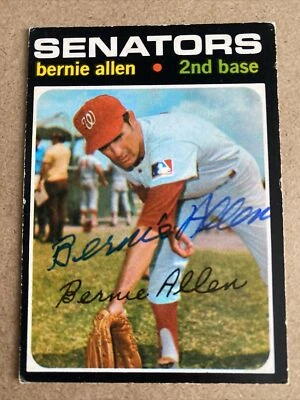 SENATORS
bernie allen • 2nd base
W
Bernie Allen
Bernie Allen